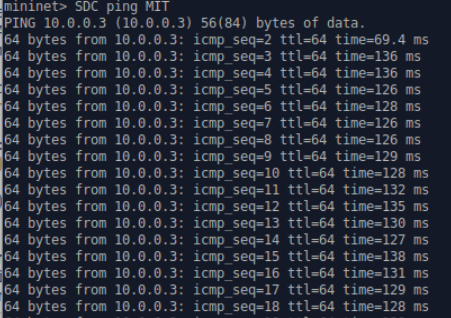 mininet> SDC ping MIT
PING 10.0.0.3 (10.0.0.3) 56(84) bytes of data.
64 bytes from 10.0.0.3: icmp_seq=2 ttl=64 time=69.4 ms
64 bytes from 10.0.0.3: icmp_seq=3 ttl=64 time=136 ms
64 bytes from 10.0.0.3: icmp_seq=4 ttl=64 time=136 ms
64 bytes from 10.0.0.3: icmp_seq=5 ttl=64 time=126 ms
64 bytes from 10.0.0.3: icmp_seq=6 ttl=64 time=128 ms
64 bytes from 10.0.0.3: icmp_seq=7 ttl=64 time=126 ms
64 bytes from 10.0.0.3: icmp_seq=8 ttl=64 time=126 ms
64 bytes from 10.0.0.3: icmp_seq=9 ttl=64 time=129 ms
64 bytes from 10.0.0.3: icmp_seq=10 ttl=64 time=128 ms
64 bytes from 10.0.0.3: icmp_seq=11 ttl=64 time=132 ms
64 bytes from 10.0.0.3: icmp_seq=12 ttl=64 time=135 ms
64 bytes from 10.0.0.3: icmp_seq=13 ttl=64 time=130 ms
64 bytes from 10.0.0.3: icmp_seq=14 ttl=64 time=127 ms
64 bytes from 10.0.0.3: icmp_seq=15 ttl=64 time=138 ms
64 bytes from 10.0.0.3: icmp_seq=16 ttl=64 time=131 ms
64 bytes from 10.0.0.3: icmp_seq=17 ttl=64 time=129 ms
64 bytes from 10.0.0.3: icmp_seq=18 ttl=64 time=128 ms